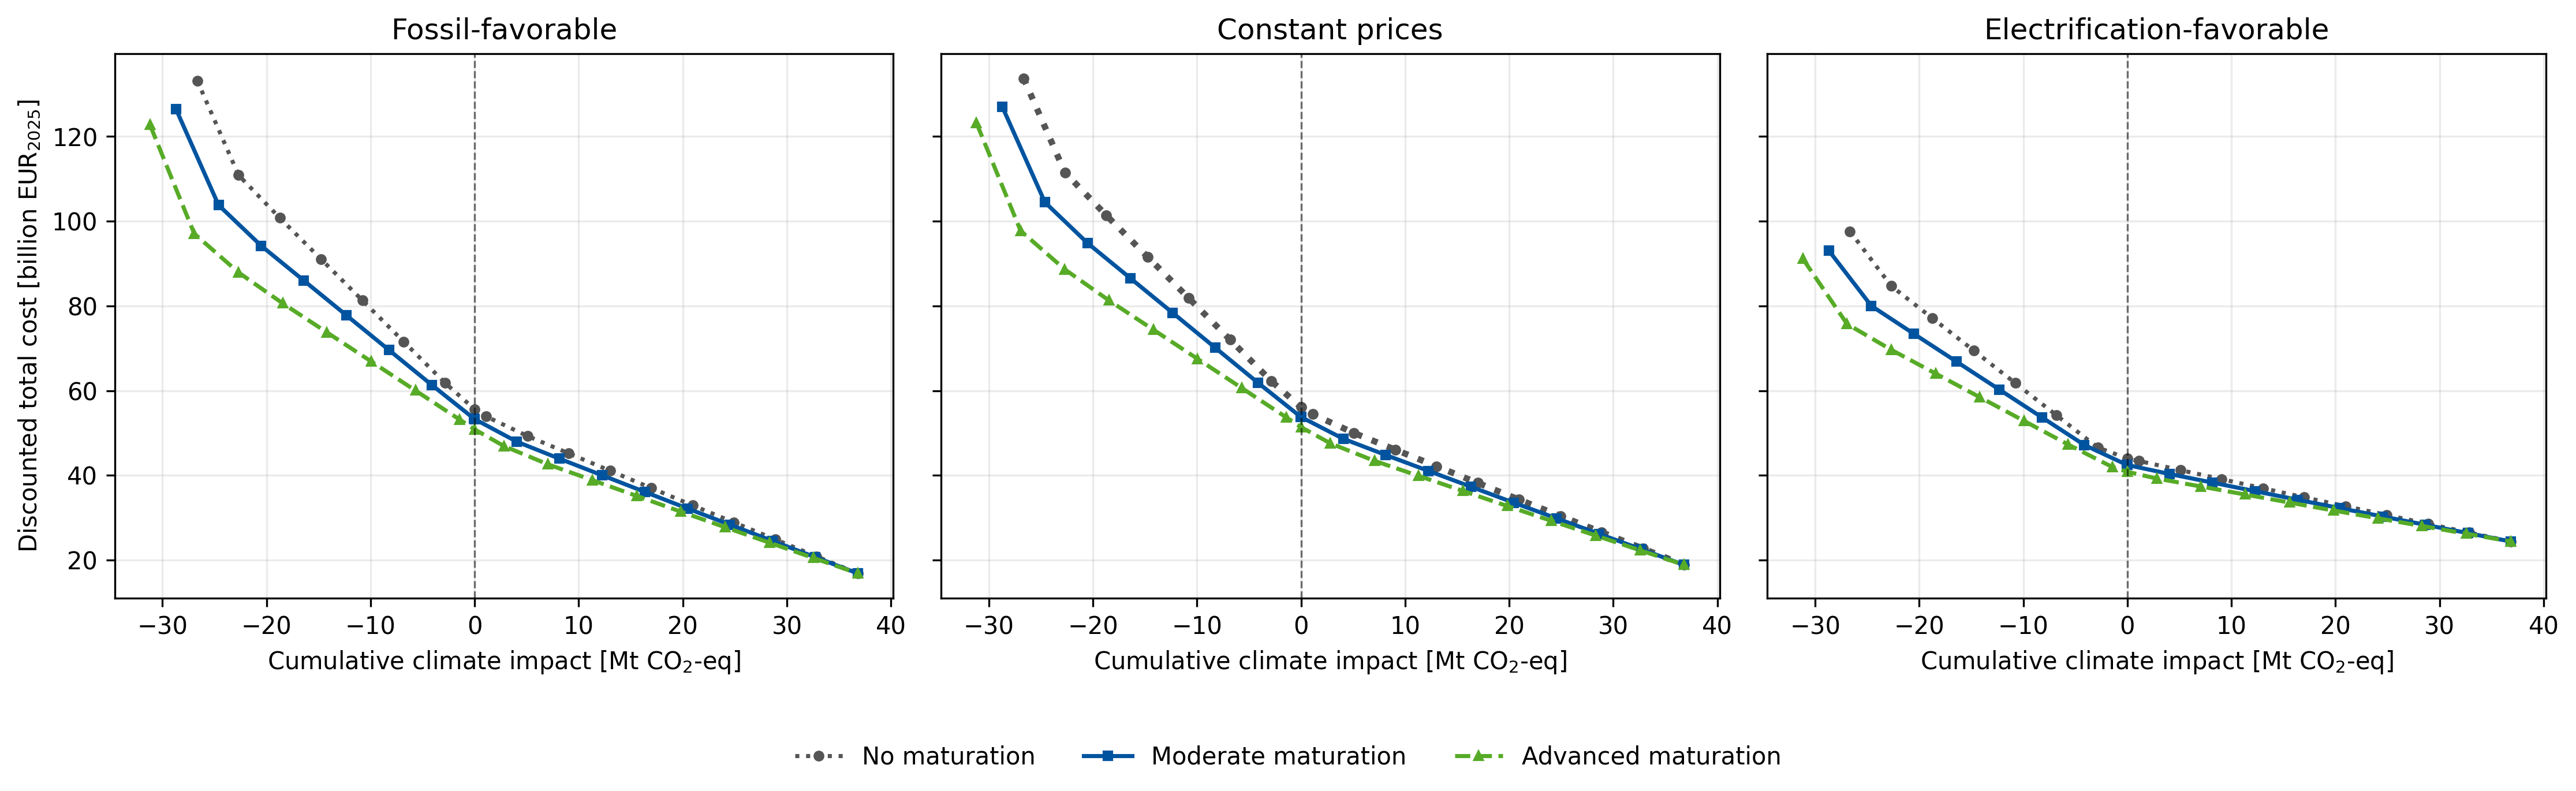 Fossil-favorable
Constant prices
Electrification-favorable
Discounted total cost [billion EUR₂₀₂₅]
120
100
80
60
40
20
−30 −20 −10 0 10 20 30 40
−30 −20 −10 0 10 20 30 40
−30 −20 −10 0 10 20 30 40
Cumulative climate impact [Mt CO₂-eq]
Cumulative climate impact [Mt CO₂-eq]
Cumulative climate impact [Mt CO₂-eq]
No maturation
Moderate maturation
Advanced maturation